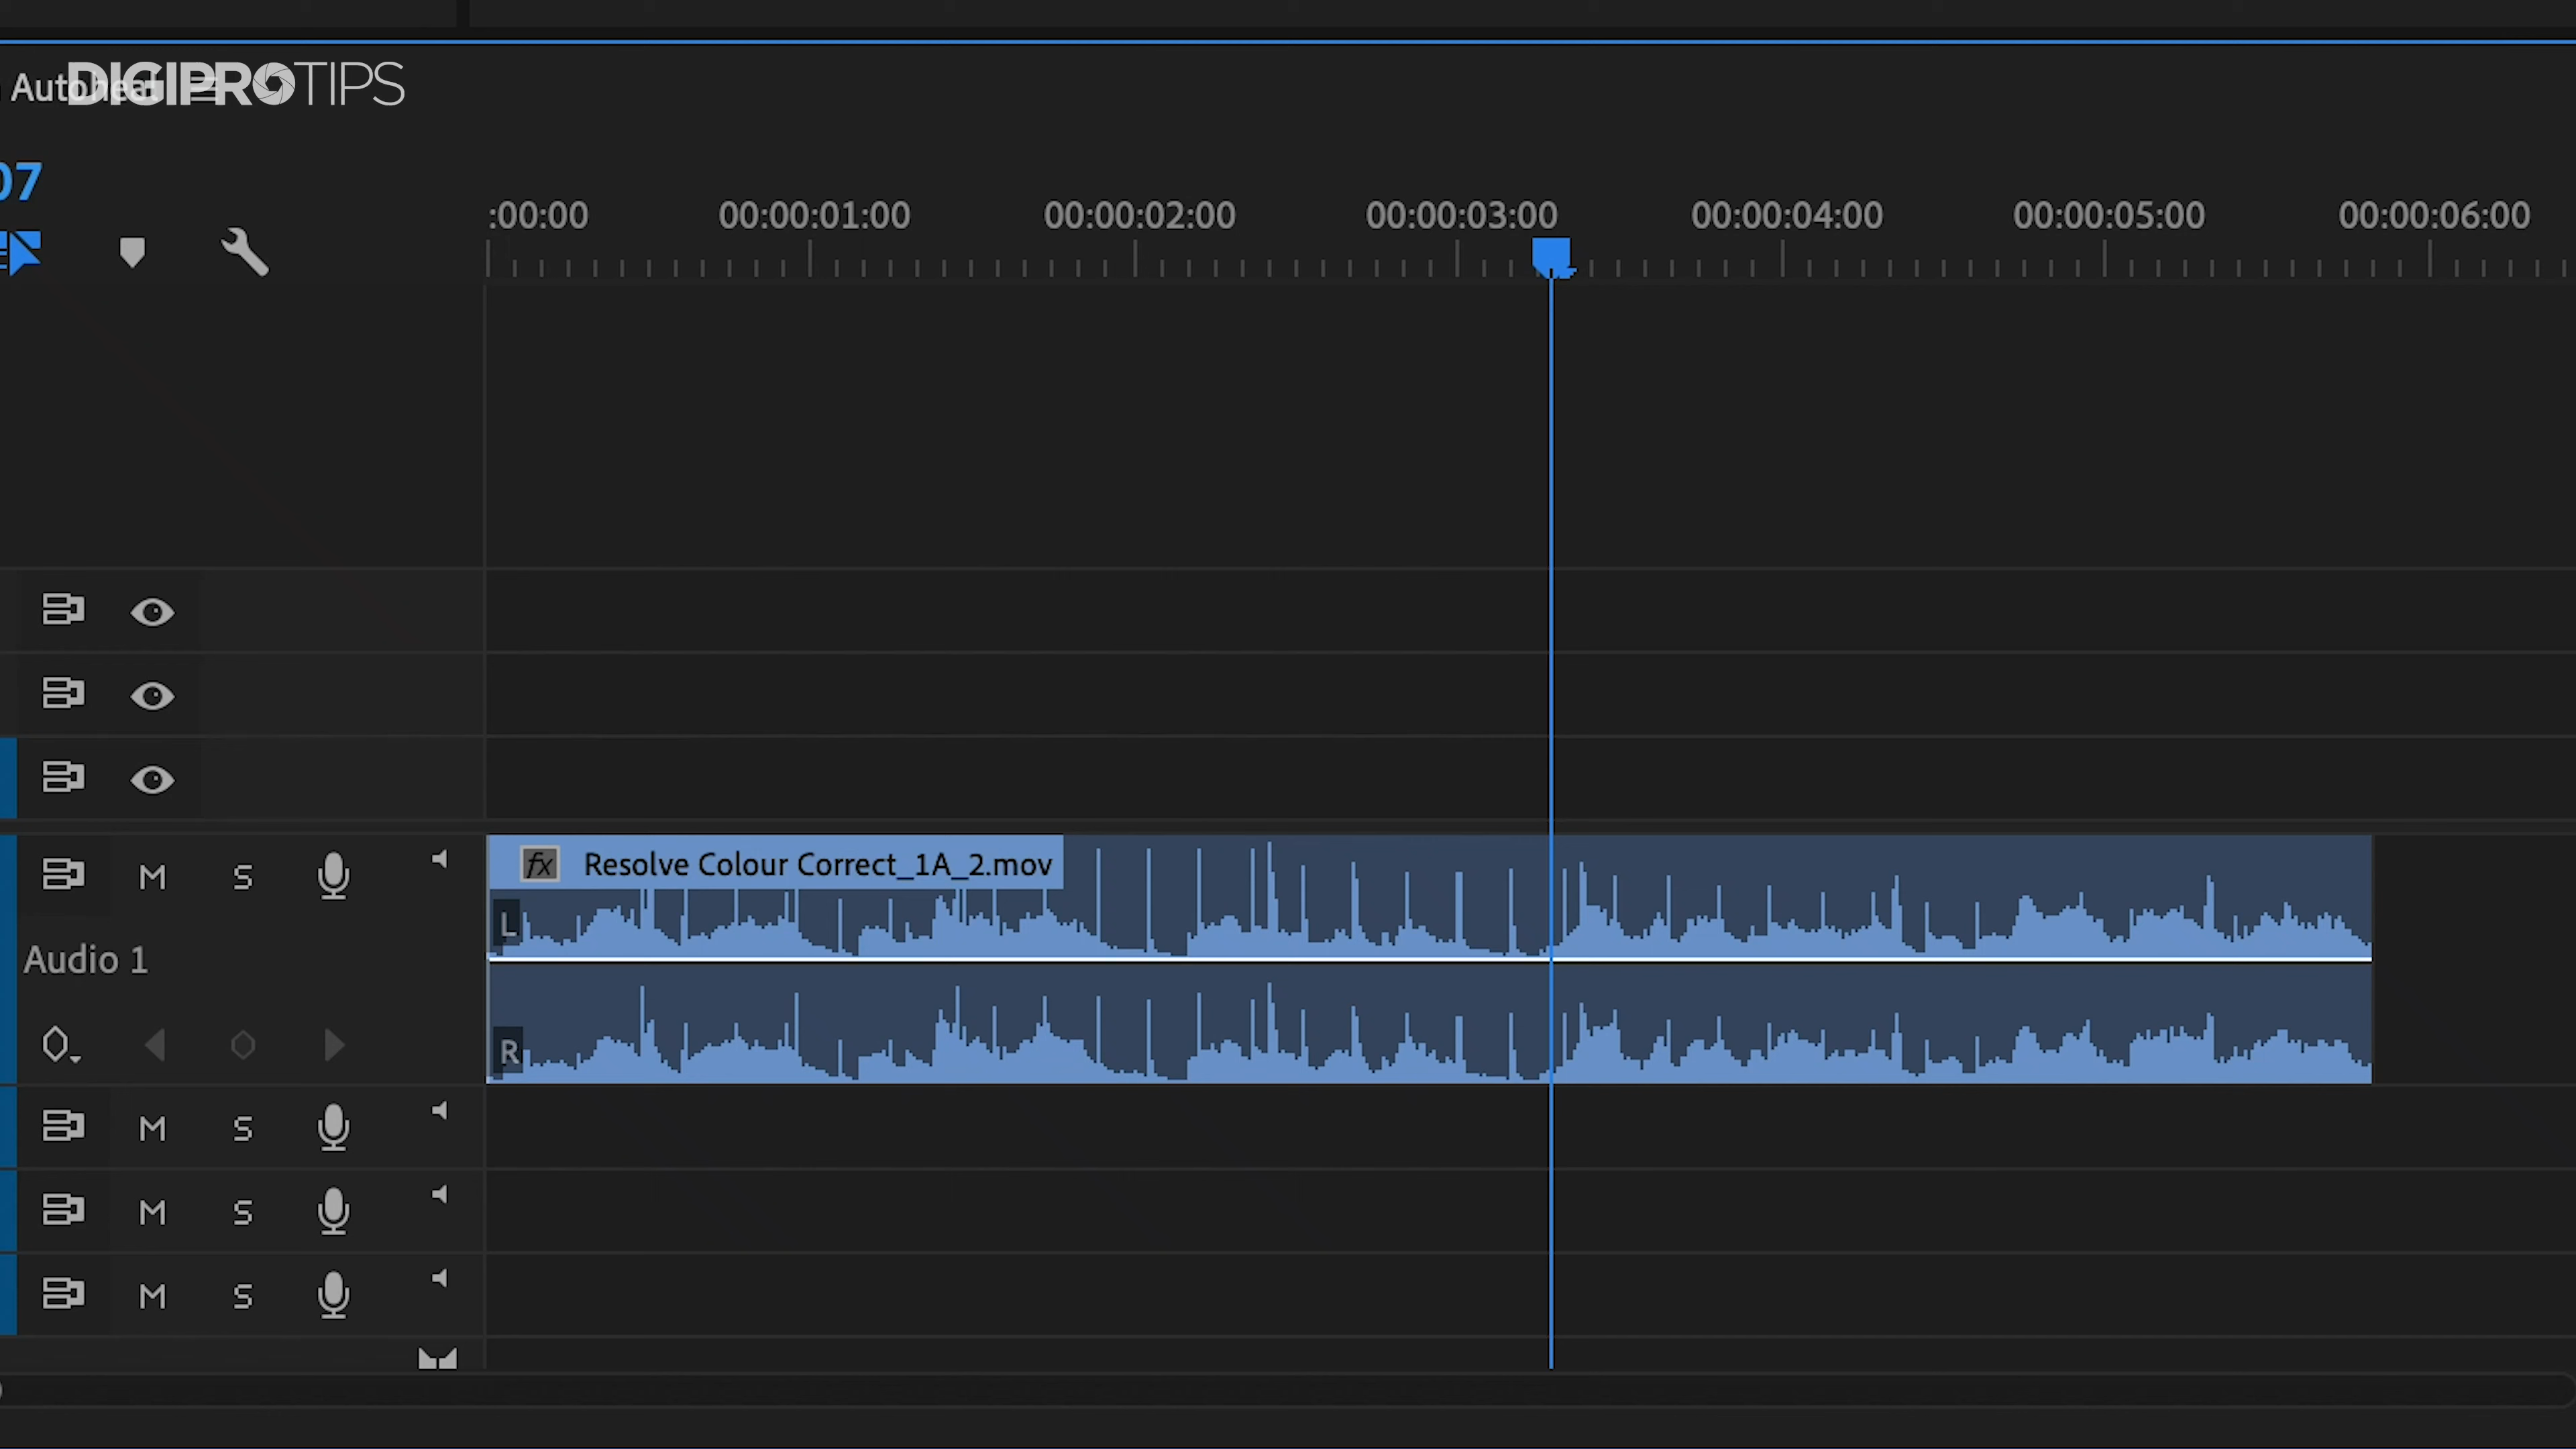 DIGIPROTIPS
07
:00:00 00:00:01:00 00:00:02:00 00:00:03:00 00:00:04:00 00:00:05:00 00:00:06:00
fx Resolve Colour Correct_1A_2.mov
M S
L
Audio 1
R
M S
M S
M S